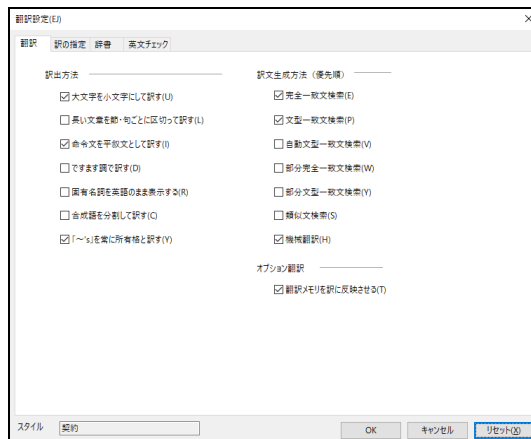 翻訳設定(EJ)
翻訳 訳の指定 辞書 英文チェック
訳出方法
大文字を小文字にして訳す(U)
長い文章を節・句ごとに区切って訳す(L)
命令文を平叙文として訳す(I)
ですます調で訳す(D)
固有名詞を英語のまま表示する(R)
合成語を分割して訳す(C)
「～'s」を常に所有格と訳す(Y)
訳文生成方法（優先順）
完全一致文検索(E)
文型一致文検索(P)
自動文型一致文検索(V)
部分完全一致文検索(W)
部分文型一致文検索(Y)
類似文検索(S)
機械翻訳(H)
オプション翻訳
翻訳メモリを訳に反映させる(T)
スタイル 契約
OK キャンセル リセット(X)